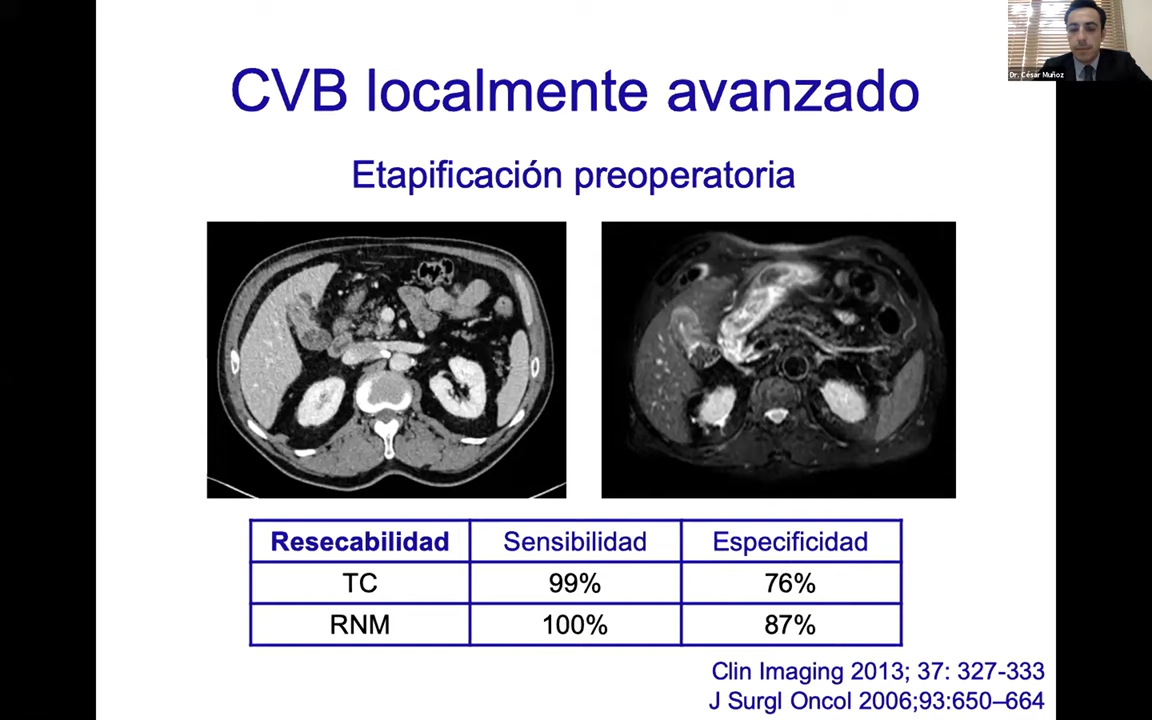 Dr. César Muñoz
CVB localmente avanzado
Etapificación preoperatoria
Resecabilidad Sensibilidad Especificidad
TC 99% 76%
RNM 100% 87%
Clin Imaging 2013; 37: 327-333
J Surgl Oncol 2006;93:650–664